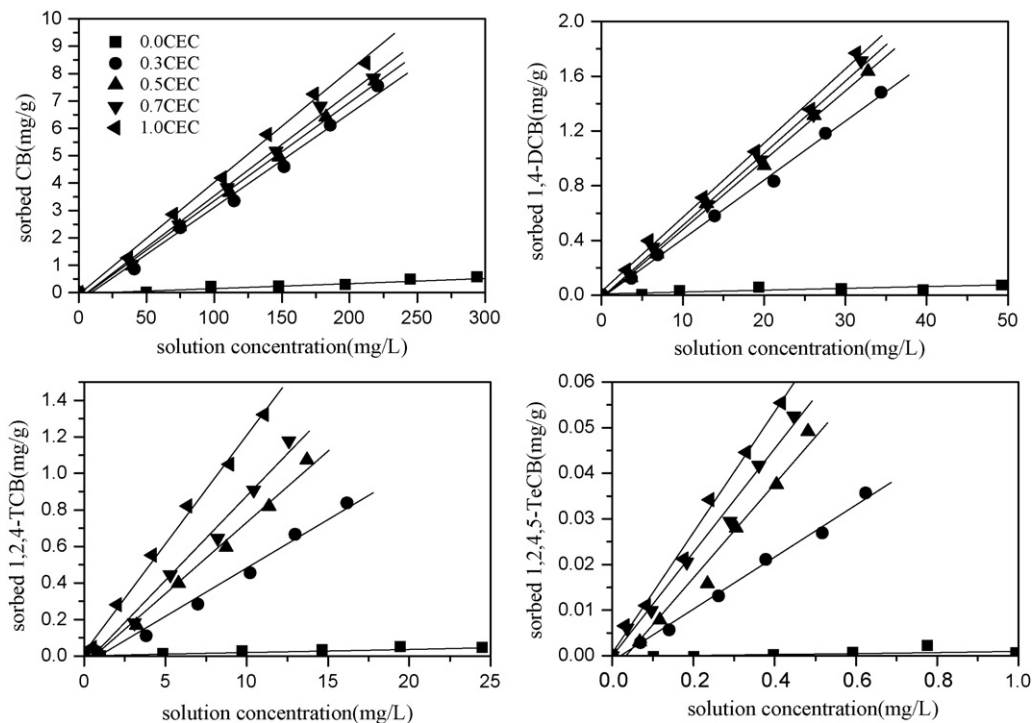 sorbed CB(mg/g)
10
9
8
7
6
5
4
3
2
1
0
0.0CEC
0.3CEC
0.5CEC
0.7CEC
1.0CEC
0 50 100 150 200 250 300
solution concentration(mg/L)
sorbed 1,4-DCB(mg/g)
2.0
1.6
1.2
0.8
0.4
0.0
0 10 20 30 40 50
solution concentration(mg/L)
sorbed 1,2,4-TCB(mg/g)
1.4
1.2
1.0
0.8
0.6
0.4
0.2
0.0
0 5 10 15 20 25
solution concentration(mg/L)
sorbed 1,2,4,5-TeCB(mg/g)
0.06
0.05
0.04
0.03
0.02
0.01
0.00
0.0 0.2 0.4 0.6 0.8 1.0
solution concentration(mg/L)